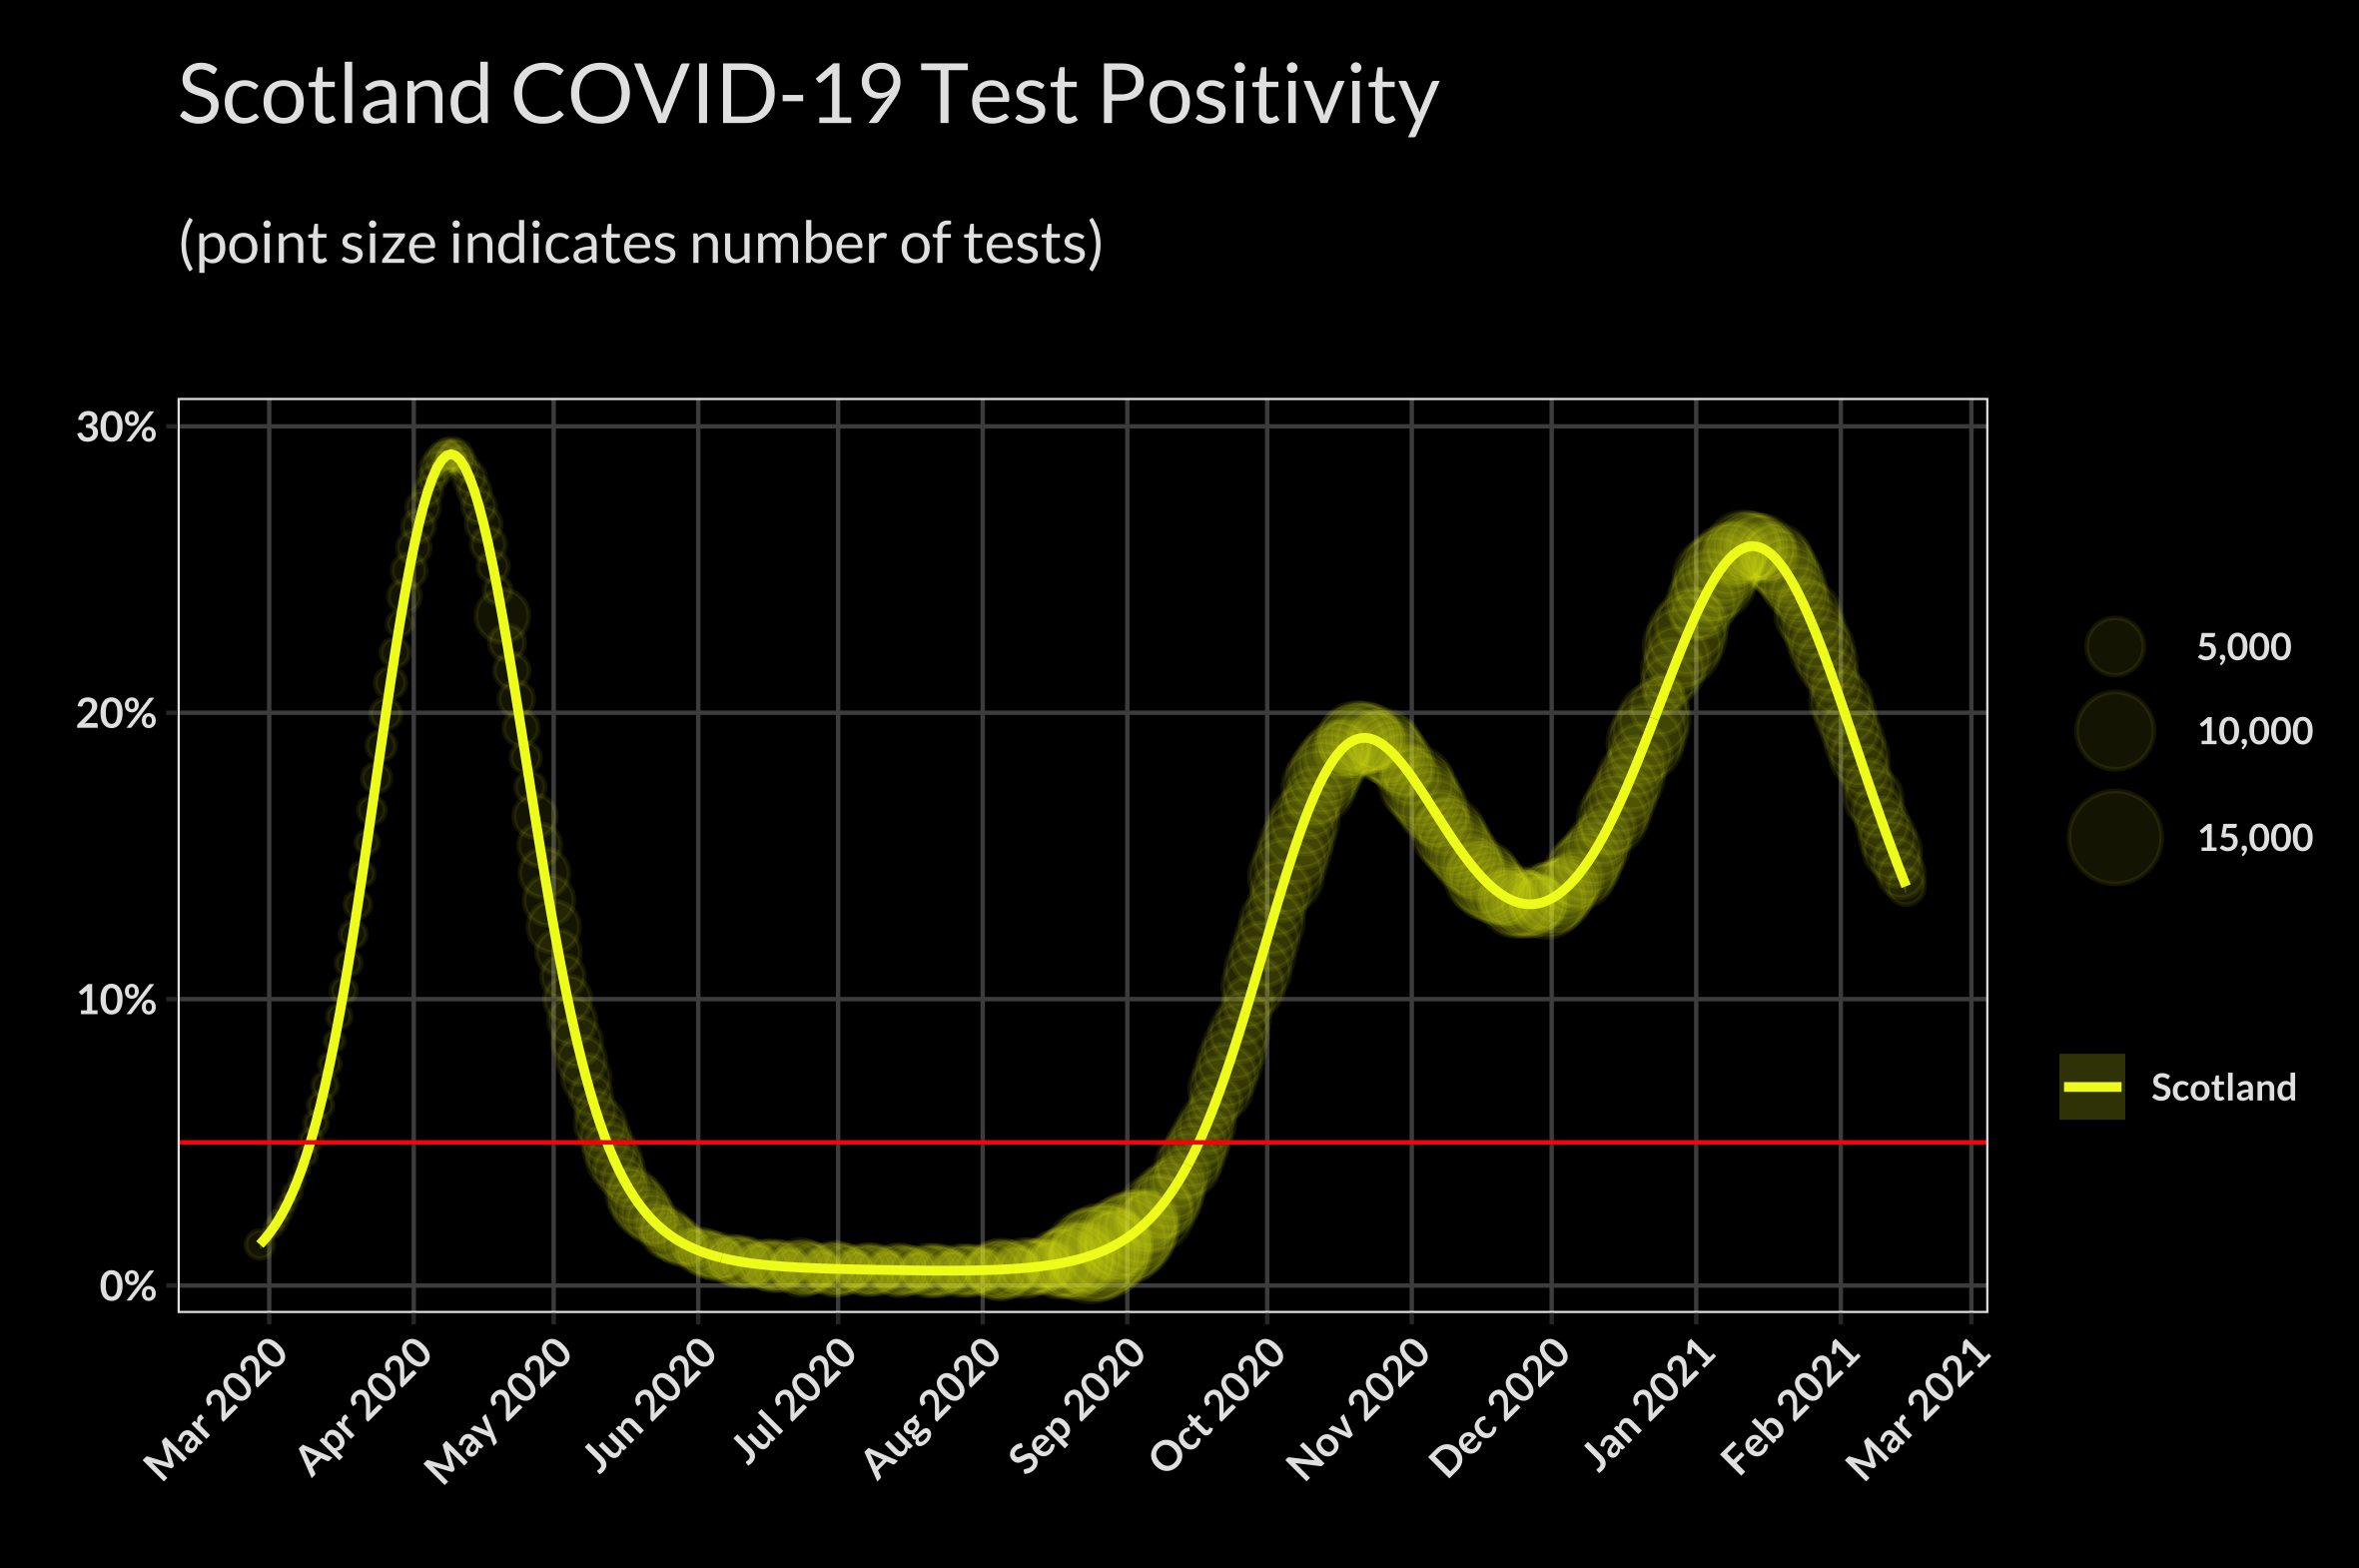 Scotland COVID-19 Test Positivity
(point size indicates number of tests)
30%
20%
10%
0%
Mar 2020
Apr 2020
May 2020
Jun 2020
Jul 2020
Aug 2020
Sep 2020
Oct 2020
Nov 2020
Dec 2020
Jan 2021
Feb 2021
Mar 2021
5,000
10,000
15,000
Scotland